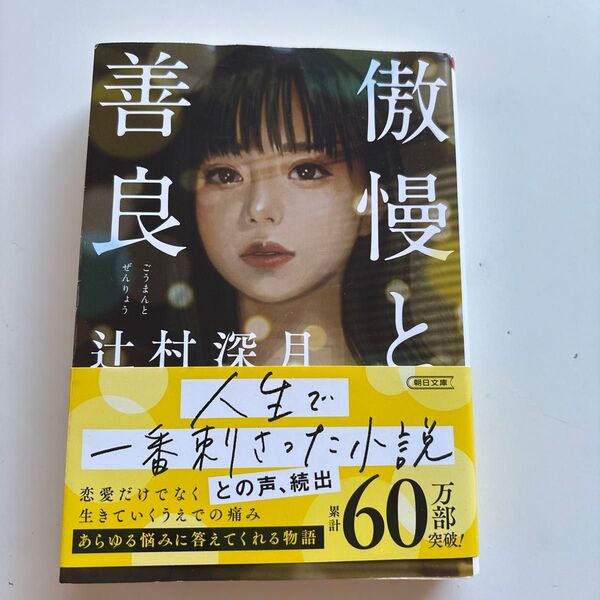 傲慢と
善良
ごうまんと
ぜんりょう
辻村深月
朝日文庫
人生で
一番刺さった小説
との声、続出
恋愛だけでなく
生きていくうえでの痛み
あらゆる悩みに答えてくれる物語
累計
60万部
突破!